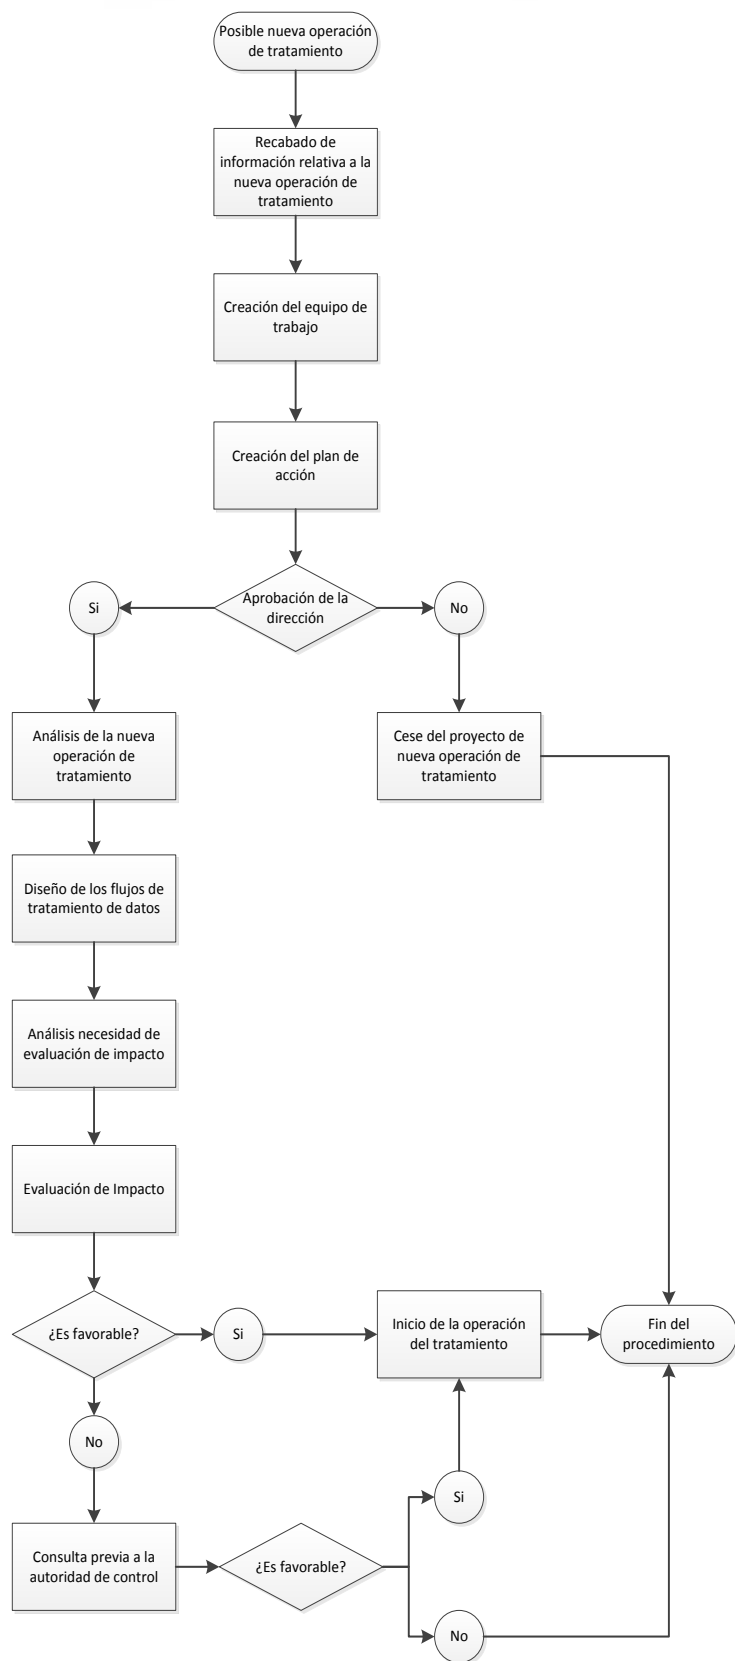 Posible nueva operación
de tratamiento
Recabado de
información relativa a la
nueva operación de
tratamiento
Creación del equipo de
trabajo
Creación del plan de
acción
Aprobación de la
dirección
Si
No
Análisis de la nueva
operación de
tratamiento
Cese del proyecto de
nueva operación de
tratamiento
Diseño de los flujos de
tratamiento de datos
Análisis necesidad de
evaluación de impacto
Evaluación de Impacto
¿Es favorable?
Si
Inicio de la operación
del tratamiento
Fin del
procedimiento
No
Consulta previa a la
autoridad de control
¿Es favorable?
Si
No